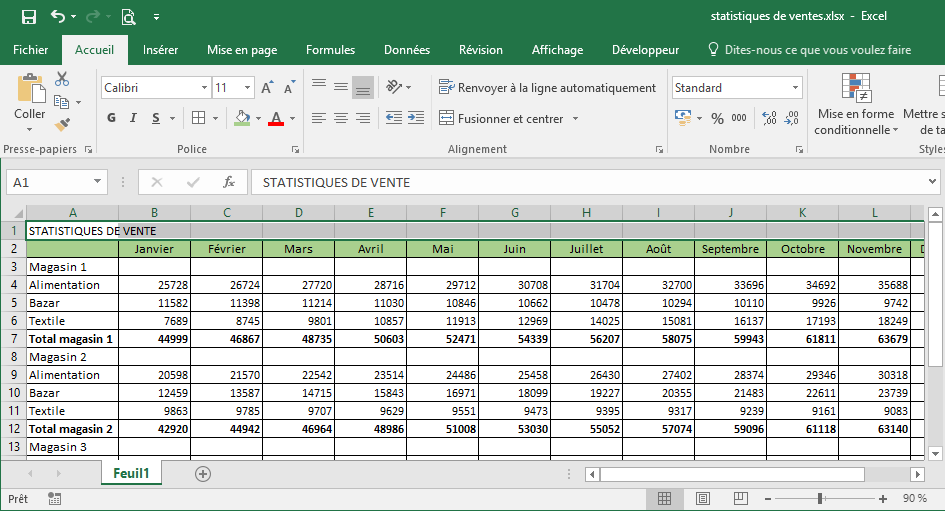 statistiques de ventes.xlsx - Excel
Fichier Accueil Insérer Mise en page Formules Données Révision Affichage Développeur Dites-nous ce que vous voulez faire
Coller
Presse-papiers
Calibri 11
G I S
A A
A
Police
Renvoyer à la ligne automatiquement
Fusionner et centrer
Alignement
Standard
% 000
Nombre
Mise en forme
conditionnelle
Mettre s
de ta
Styles
A1 fx STATISTIQUES DE VENTE
A B C D E F G H I J K L
1 STATISTIQUES DE VENTE
2 Janvier Février Mars Avril Mai Juin Juillet Août Septembre Octobre Novembre D
3 Magasin 1
4 Alimentation 25728 26724 27720 28716 29712 30708 31704 32700 33696 34692 35688
5 Bazar 11582 11398 11214 11030 10846 10662 10478 10294 10110 9926 9742
6 Textile 7689 8745 9801 10857 11913 12969 14025 15081 16137 17193 18249
7 Total magasin 1 44999 46867 48735 50603 52471 54339 56207 58075 59943 61811 63679
8 Magasin 2
9 Alimentation 20598 21570 22542 23514 24486 25458 26430 27402 28374 29346 30318
10 Bazar 12459 13587 14715 15843 16971 18099 19227 20355 21483 22611 23739
11 Textile 9863 9785 9707 9629 9551 9473 9395 9317 9239 9161 9083
12 Total magasin 2 42920 44942 46964 48986 51008 53030 55052 57074 59096 61118 63140
13 Magasin 3
Feuil1
Prêt 90 %